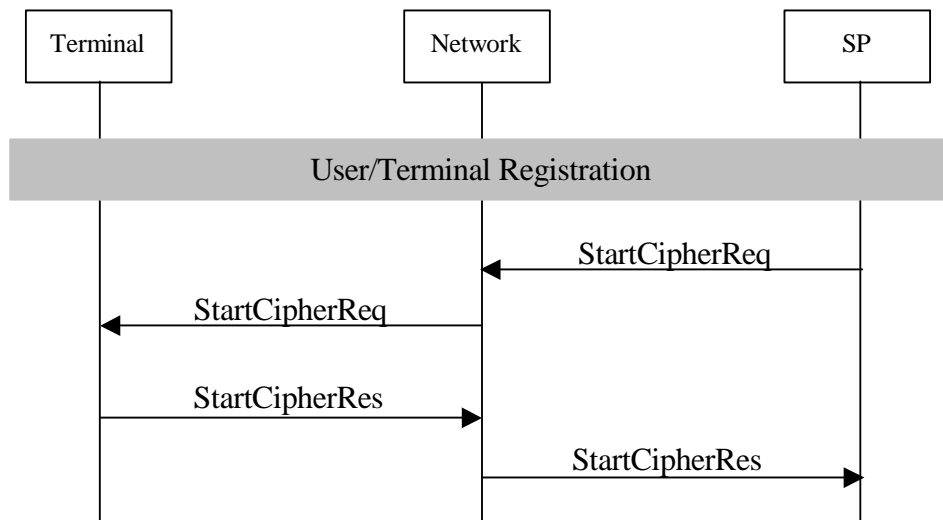 Terminal
Network
SP
User/Terminal Registration
StartCipherReq
StartCipherReq
StartCipherRes
StartCipherRes